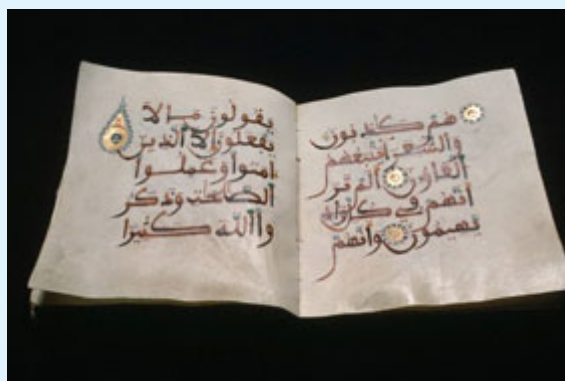 هم كذبون
والشعرا يتبعهم
الغاون الم تر
انهم في كل واد
يهيمون وانهم
يقولون ما لا
يفعلون الا الذين
امنوا وعملوا
الصلحت وذكر
وا الله كثيرا